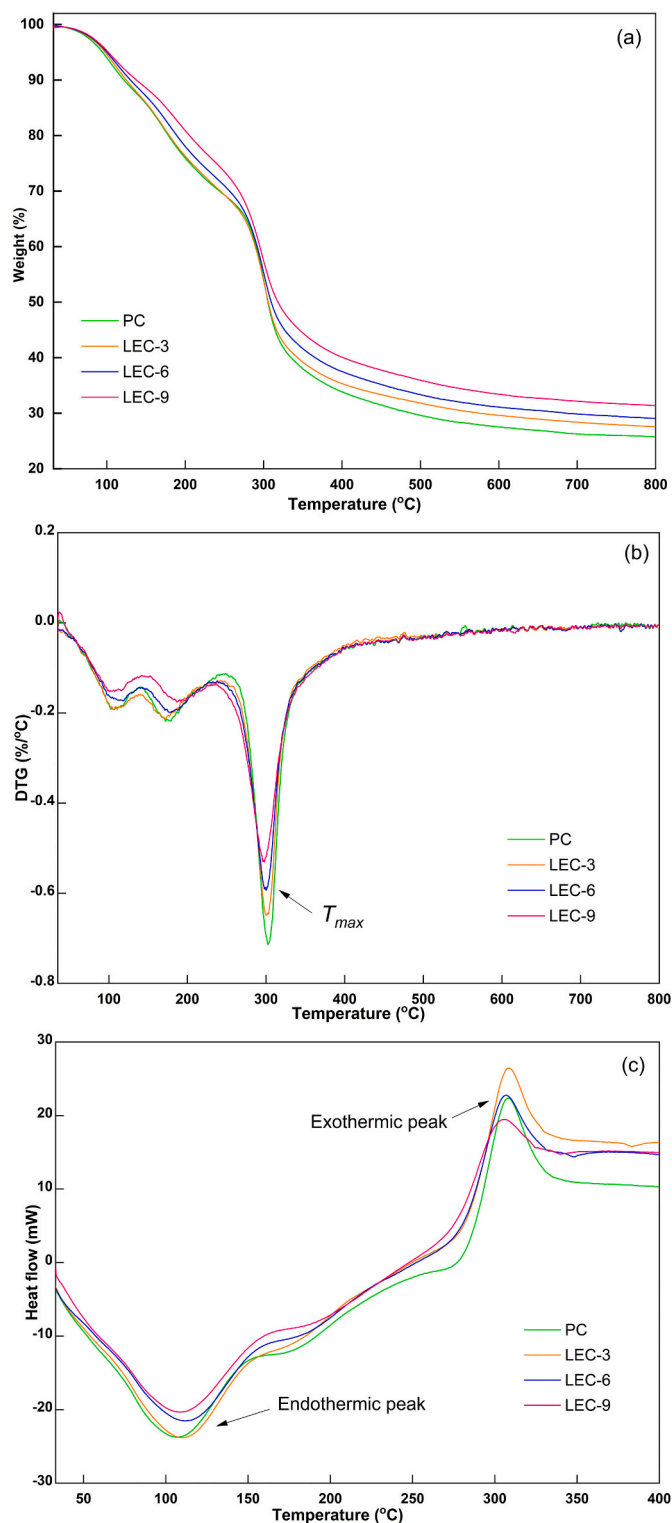 (a)
100
90
80
70
60
50
40
30
20
Weight (%)
PC
LEC-3
LEC-6
LEC-9
100 200 300 400 500 600 700 800
Temperature (°C)
(b)
0.2
0.0
-0.2
-0.4
-0.6
-0.8
DTG (%/°C)
Tmax
PC
LEC-3
LEC-6
LEC-9
100 200 300 400 500 600 700 800
Temperature (°C)
(c)
30
20
10
0
-10
-20
-30
Heat flow (mW)
Exothermic peak
Endothermic peak
PC
LEC-3
LEC-6
LEC-9
50 100 150 200 250 300 350 400
Temperature (°C)